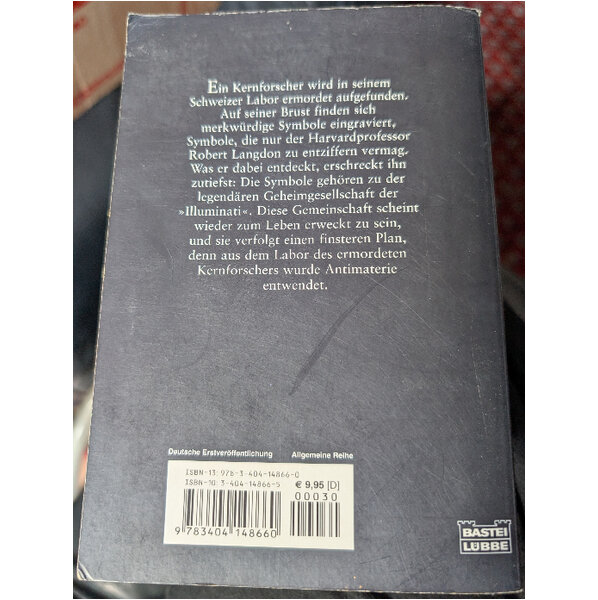 Ein Kernforscher wird in seinem
Schweizer Labor ermordet aufgefunden.
Auf seiner Brust finden sich
merkwürdige Symbole eingraviert,
Symbole, die nur der Harvardprofessor
Robert Langdon zu entziffern vermag.
Was er dabei entdeckt, erschreckt ihn
zutiefst: Die Symbole gehören zu der
legendären Geheimgesellschaft der
»Illuminati«. Diese Gemeinschaft scheint
wieder zum Leben erweckt zu sein,
und sie verfolgt einen finsteren Plan,
denn aus dem Labor des ermordeten
Kernforschers wurde Antimaterie
entwendet.
Deutsche Erstveröffentlichung Allgemeine Reihe
ISBN-13: 978-3-404-14866-0
ISBN-10: 3-404-14866-5 € 9,95 [D]
00030
9 783404 148660
BASTEI
LÜBBE